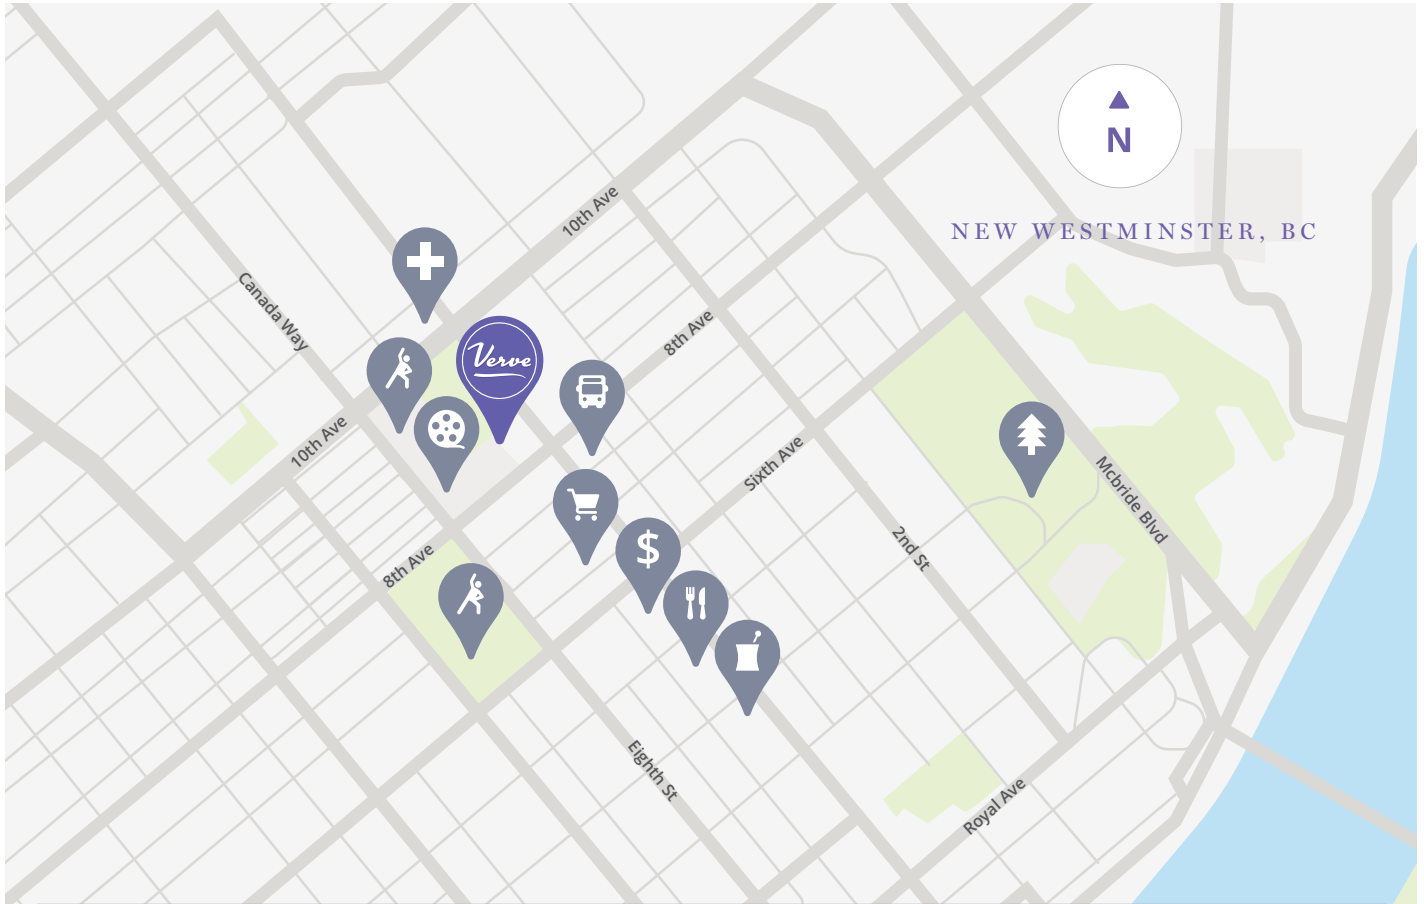 N
NEW WESTMINSTER, BC
10th Ave
Canada Way
Verve
8th Ave
10th Ave
Sixth Ave
Mcbride Blvd
2nd St
8th Ave
$
Eighth St
Royal Ave